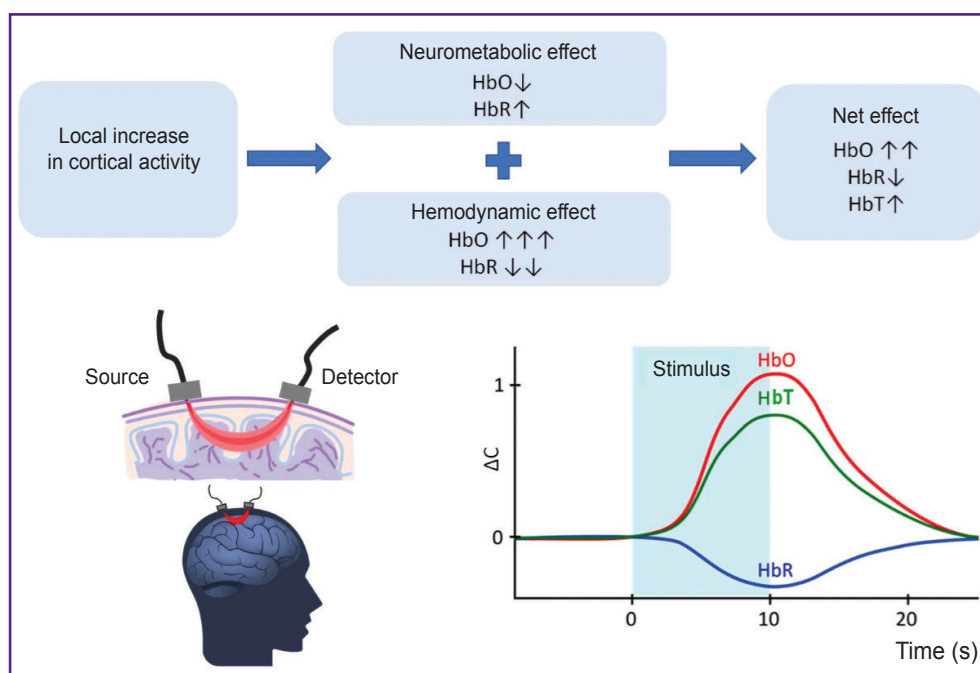 Local increase
in cortical activity
Neurometabolic effect
HbO ↓
HbR ↑
Hemodynamic effect
HbO ↑ ↑ ↑
HbR ↓ ↓
Net effect
HbO ↑ ↑
HbR ↓
HbT ↑
Source
Detector
Stimulus
HbO
HbT
HbR
ΔC
1
0
0
10
20
Time (s)